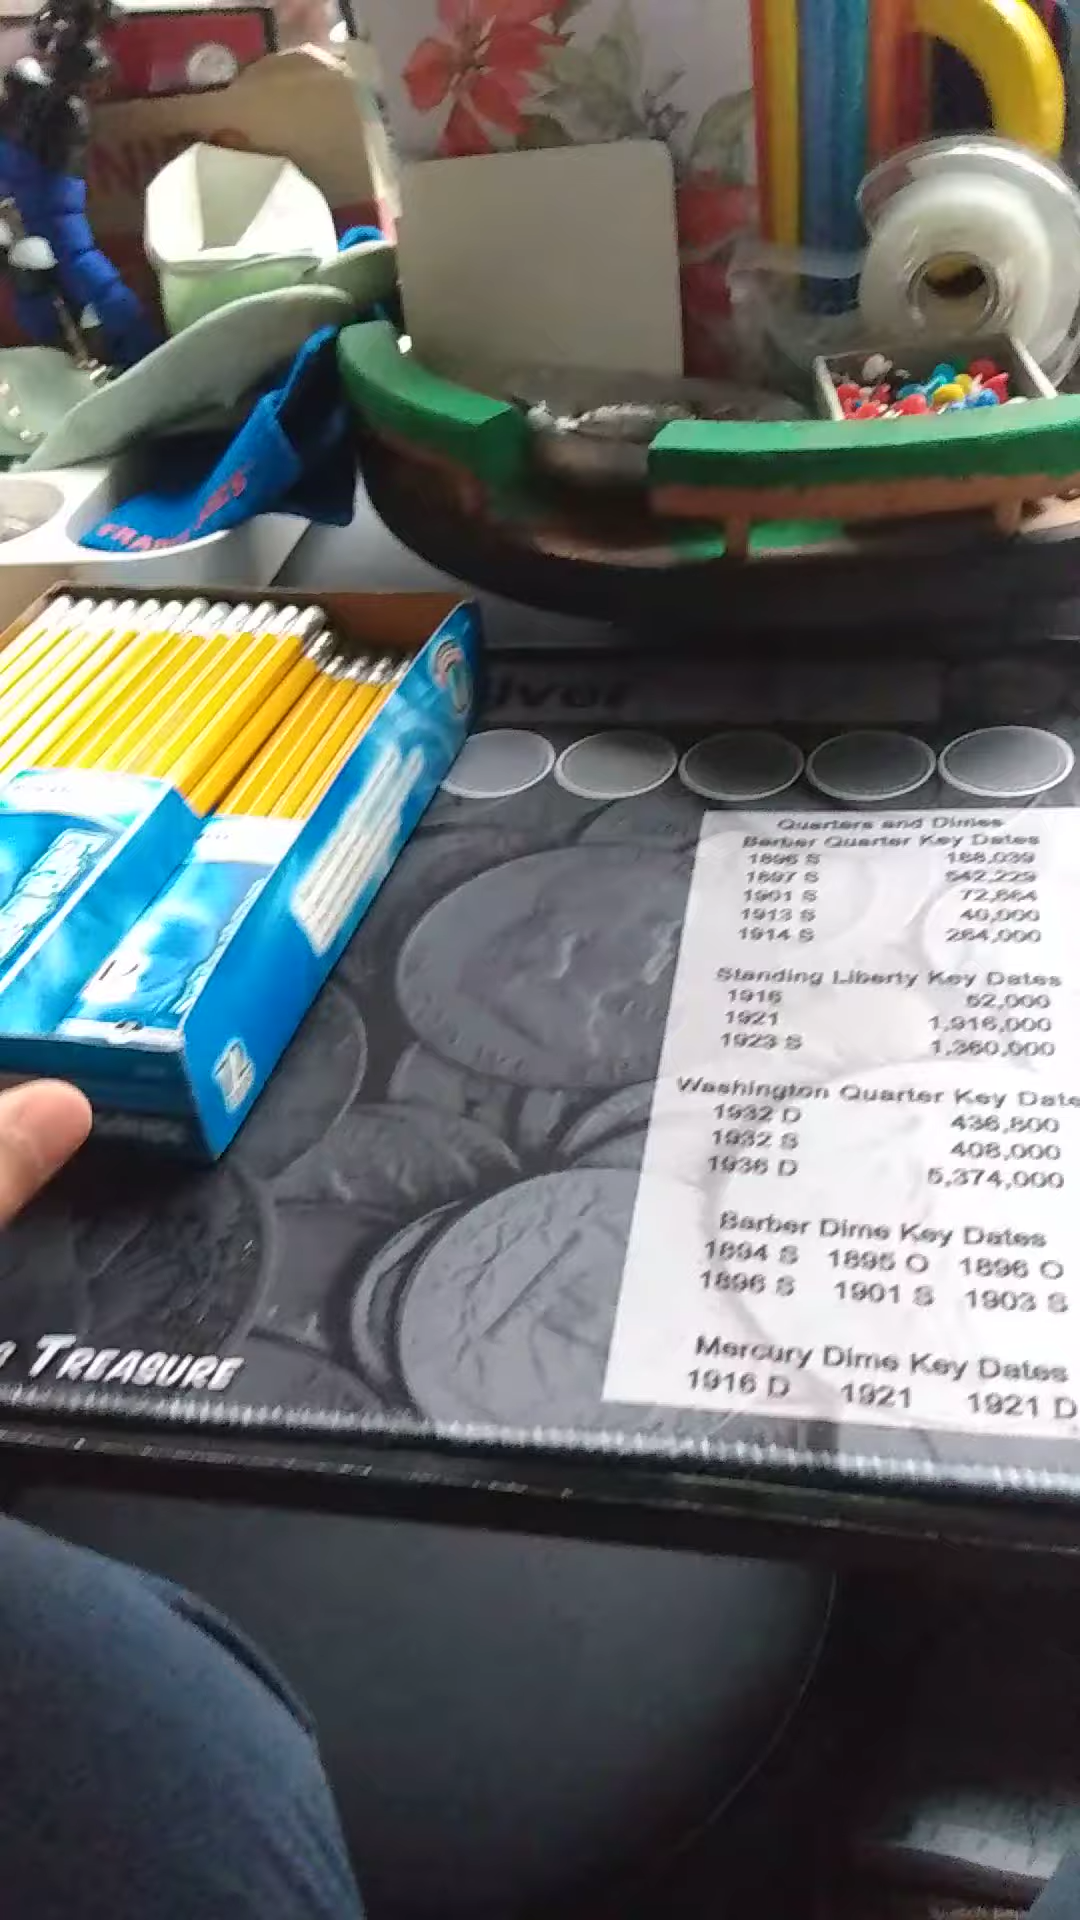 Quarters and Dimes
Barber Quarter Key Dates
1896 S 188,039
1897 S 542,229
1901 S 72,664
1913 S 40,000
1914 S 264,000
Standing Liberty Key Dates
1916 52,000
1921 1,916,000
1923 S 1,360,000
Washington Quarter Key Date
1932 D 436,800
1932 S 408,000
1936 D 5,374,000
Barber Dime Key Dates
1894 S 1895 O 1896 O
1896 S 1901 S 1903 S
Mercury Dime Key Dates
1916 D 1921 1921 D
TREASURE